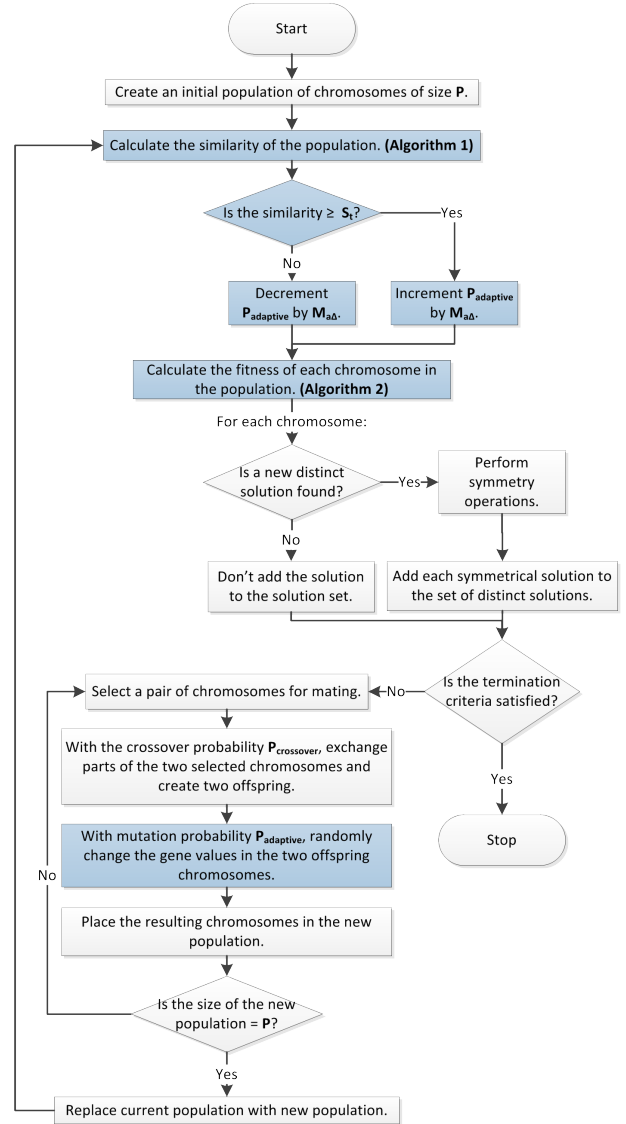 Start
Create an initial population of chromosomes of size P.
Calculate the similarity of the population. (Algorithm 1)
Is the similarity ≥ St?
Yes
No
Decrement
Padaptive by MaΔ.
Increment Padaptive
by MaΔ.
Calculate the fitness of each chromosome in
the population. (Algorithm 2)
For each chromosome:
Is a new distinct
solution found?
Yes
Perform
symmetry
operations.
No
Don't add the solution
to the solution set.
Add each symmetrical solution to
the set of distinct solutions.
Is the termination
criteria satisfied?
No
Select a pair of chromosomes for mating.
With the crossover probability Pcrossover, exchange
parts of the two selected chromosomes and
create two offspring.
Yes
Stop
With mutation probability Padaptive, randomly
change the gene values in the two offspring
chromosomes.
No
Place the resulting chromosomes in the new
population.
Is the size of the new
population = P?
Yes
Replace current population with new population.